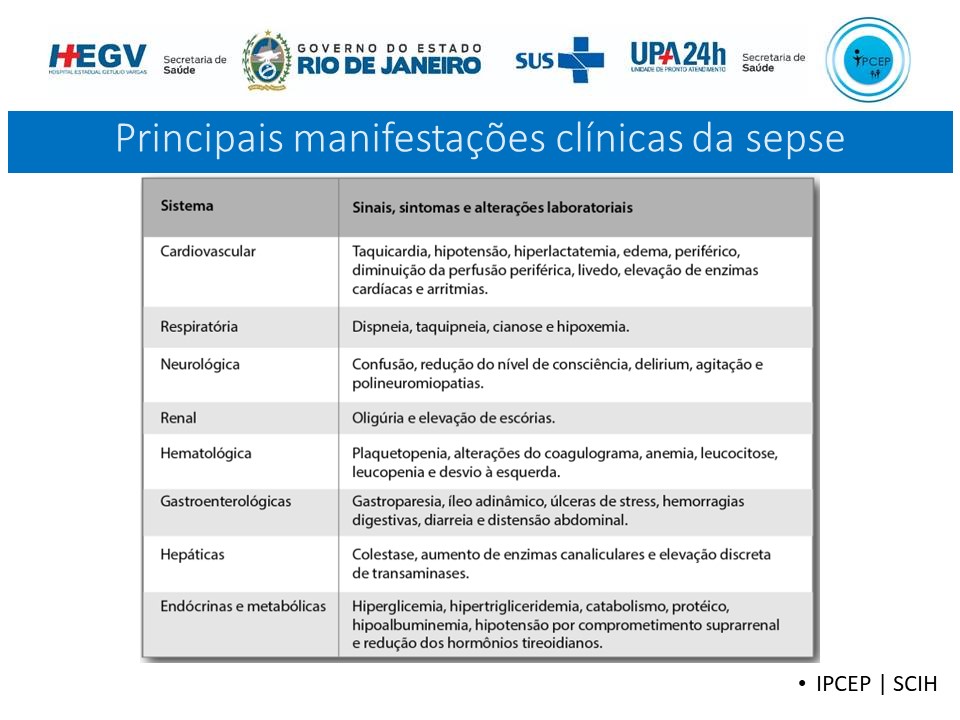 HEGV
HOSPITAL ESTADUAL GETÚLIO VARGAS
Secretaria de
Saúde
GOVERNO DO ESTADO
RIO DE JANEIRO
SUS
UPA24h
UNIDADE DE PRONTO ATENDIMENTO
Secretaria de
Saúde
IPCEP
Principais manifestações clínicas da sepse
Sistema
Sinais, sintomas e alterações laboratoriais
Cardiovascular
Taquicardia, hipotensão, hiperlactatemia, edema, periférico,
diminuição da perfusão periférica, livedo, elevação de enzimas
cardíacas e arritmias.
Respiratória
Dispneia, taquipneia, cianose e hipoxemia.
Neurológica
Confusão, redução do nível de consciência, delirium, agitação e
polineuromiopatias.
Renal
Oligúria e elevação de escórias.
Hematológica
Plaquetopenia, alterações do coagulograma, anemia, leucocitose,
leucopenia e desvio à esquerda.
Gastroenterológicas
Gastroparesia, íleo adinâmico, úlceras de stress, hemorragias
digestivas, diarreia e distensão abdominal.
Hepáticas
Colestase, aumento de enzimas canaliculares e elevação discreta
de transaminases.
Endócrinas e metabólicas
Hiperglicemia, hipertrigliceridemia, catabolismo, protéico,
hipoalbuminemia, hipotensão por comprometimento suprarrenal
e redução dos hormônios tireoidianos.
• IPCEP | SCIH